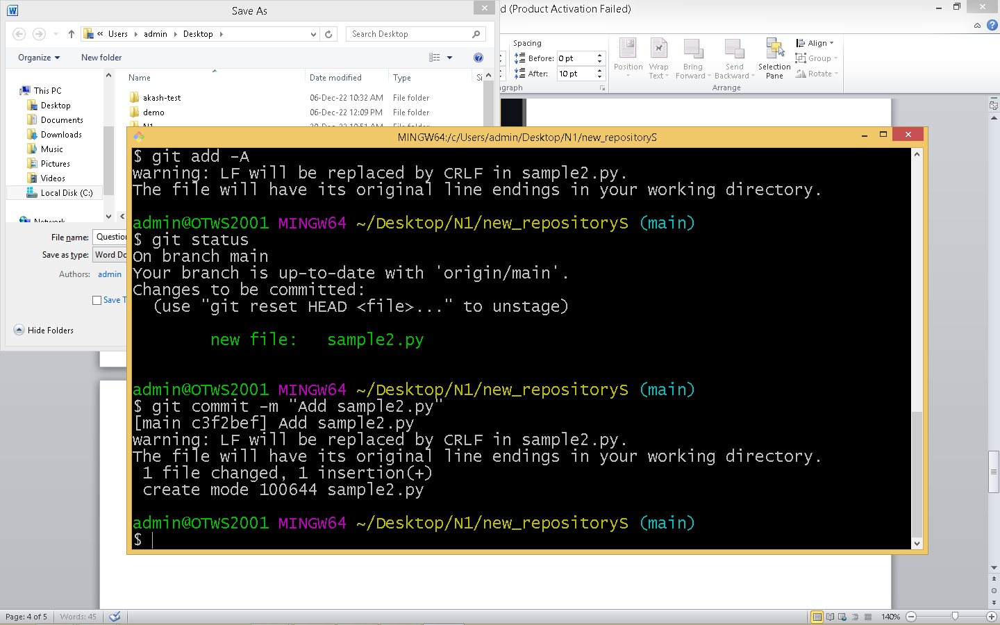 Save As
d (Product Activation Failed)
« Users ▸ admin ▸ Desktop ▸
Search Desktop
Organize
New folder
Name
Date modified
Type
akash-test
06-Dec-22 10:32 AM
File folder
demo
06-Dec-22 12:09 PM
File folder
This PC
Desktop
Documents
Downloads
Music
Pictures
Videos
Local Disk (C:)
Network
File name: Question
Save as type: Word Do
Authors: admin
Save T
Hide Folders
Spacing
Before: 0 pt
After: 10 pt
agraph
Position
Wrap Text
Bring Forward
Send Backward
Selection Pane
Align
Group
Rotate
Arrange
MINGW64:/c/Users/admin/Desktop/N1/new_repositoryS
$ git add -A
warning: LF will be replaced by CRLF in sample2.py.
The file will have its original line endings in your working directory.
admin@OTWS2001 MINGW64 ~/Desktop/N1/new_repositoryS (main)
$ git status
On branch main
Your branch is up-to-date with 'origin/main'.
Changes to be committed:
(use "git reset HEAD <file>..." to unstage)
new file: sample2.py
admin@OTWS2001 MINGW64 ~/Desktop/N1/new_repositoryS (main)
$ git commit -m "Add sample2.py"
[main c3f2bef] Add sample2.py
warning: LF will be replaced by CRLF in sample2.py.
The file will have its original line endings in your working directory.
1 file changed, 1 insertion(+)
create mode 100644 sample2.py
admin@OTWS2001 MINGW64 ~/Desktop/N1/new_repositoryS (main)
$
Page: 4 of 5
Words: 45
140%